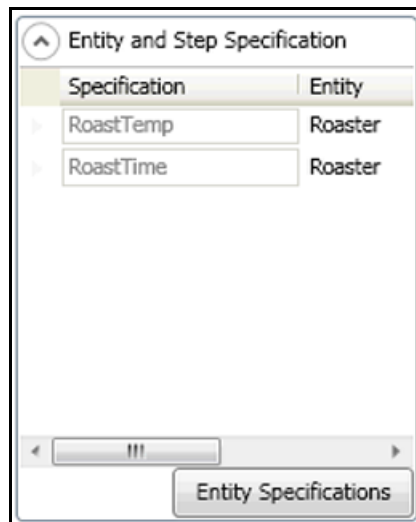 Entity and Step Specification
Specification Entity
RoastTemp Roaster
RoastTime Roaster
Entity Specifications